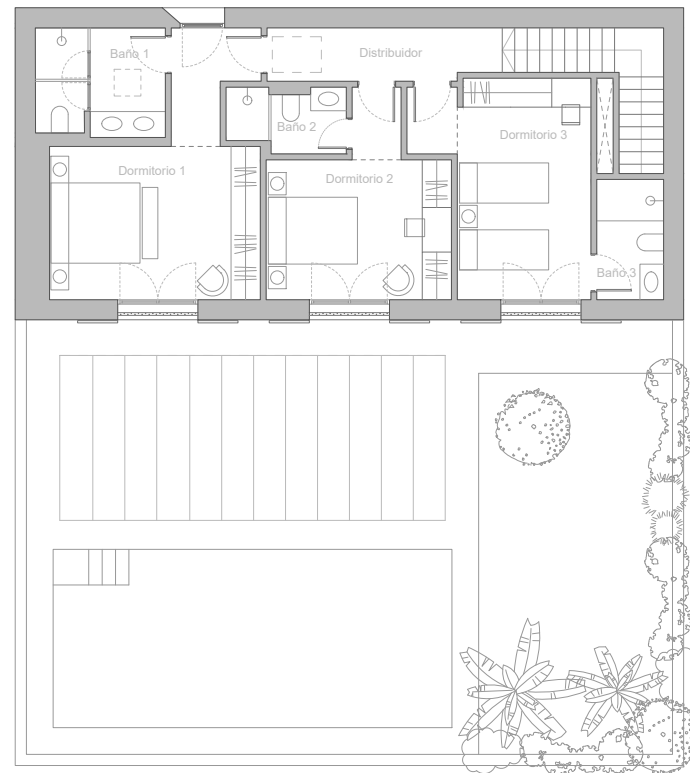 Baño 1
Distribuidor
Baño 2
Dormitorio 3
Dormitorio 1
Dormitorio 2
Baño 3